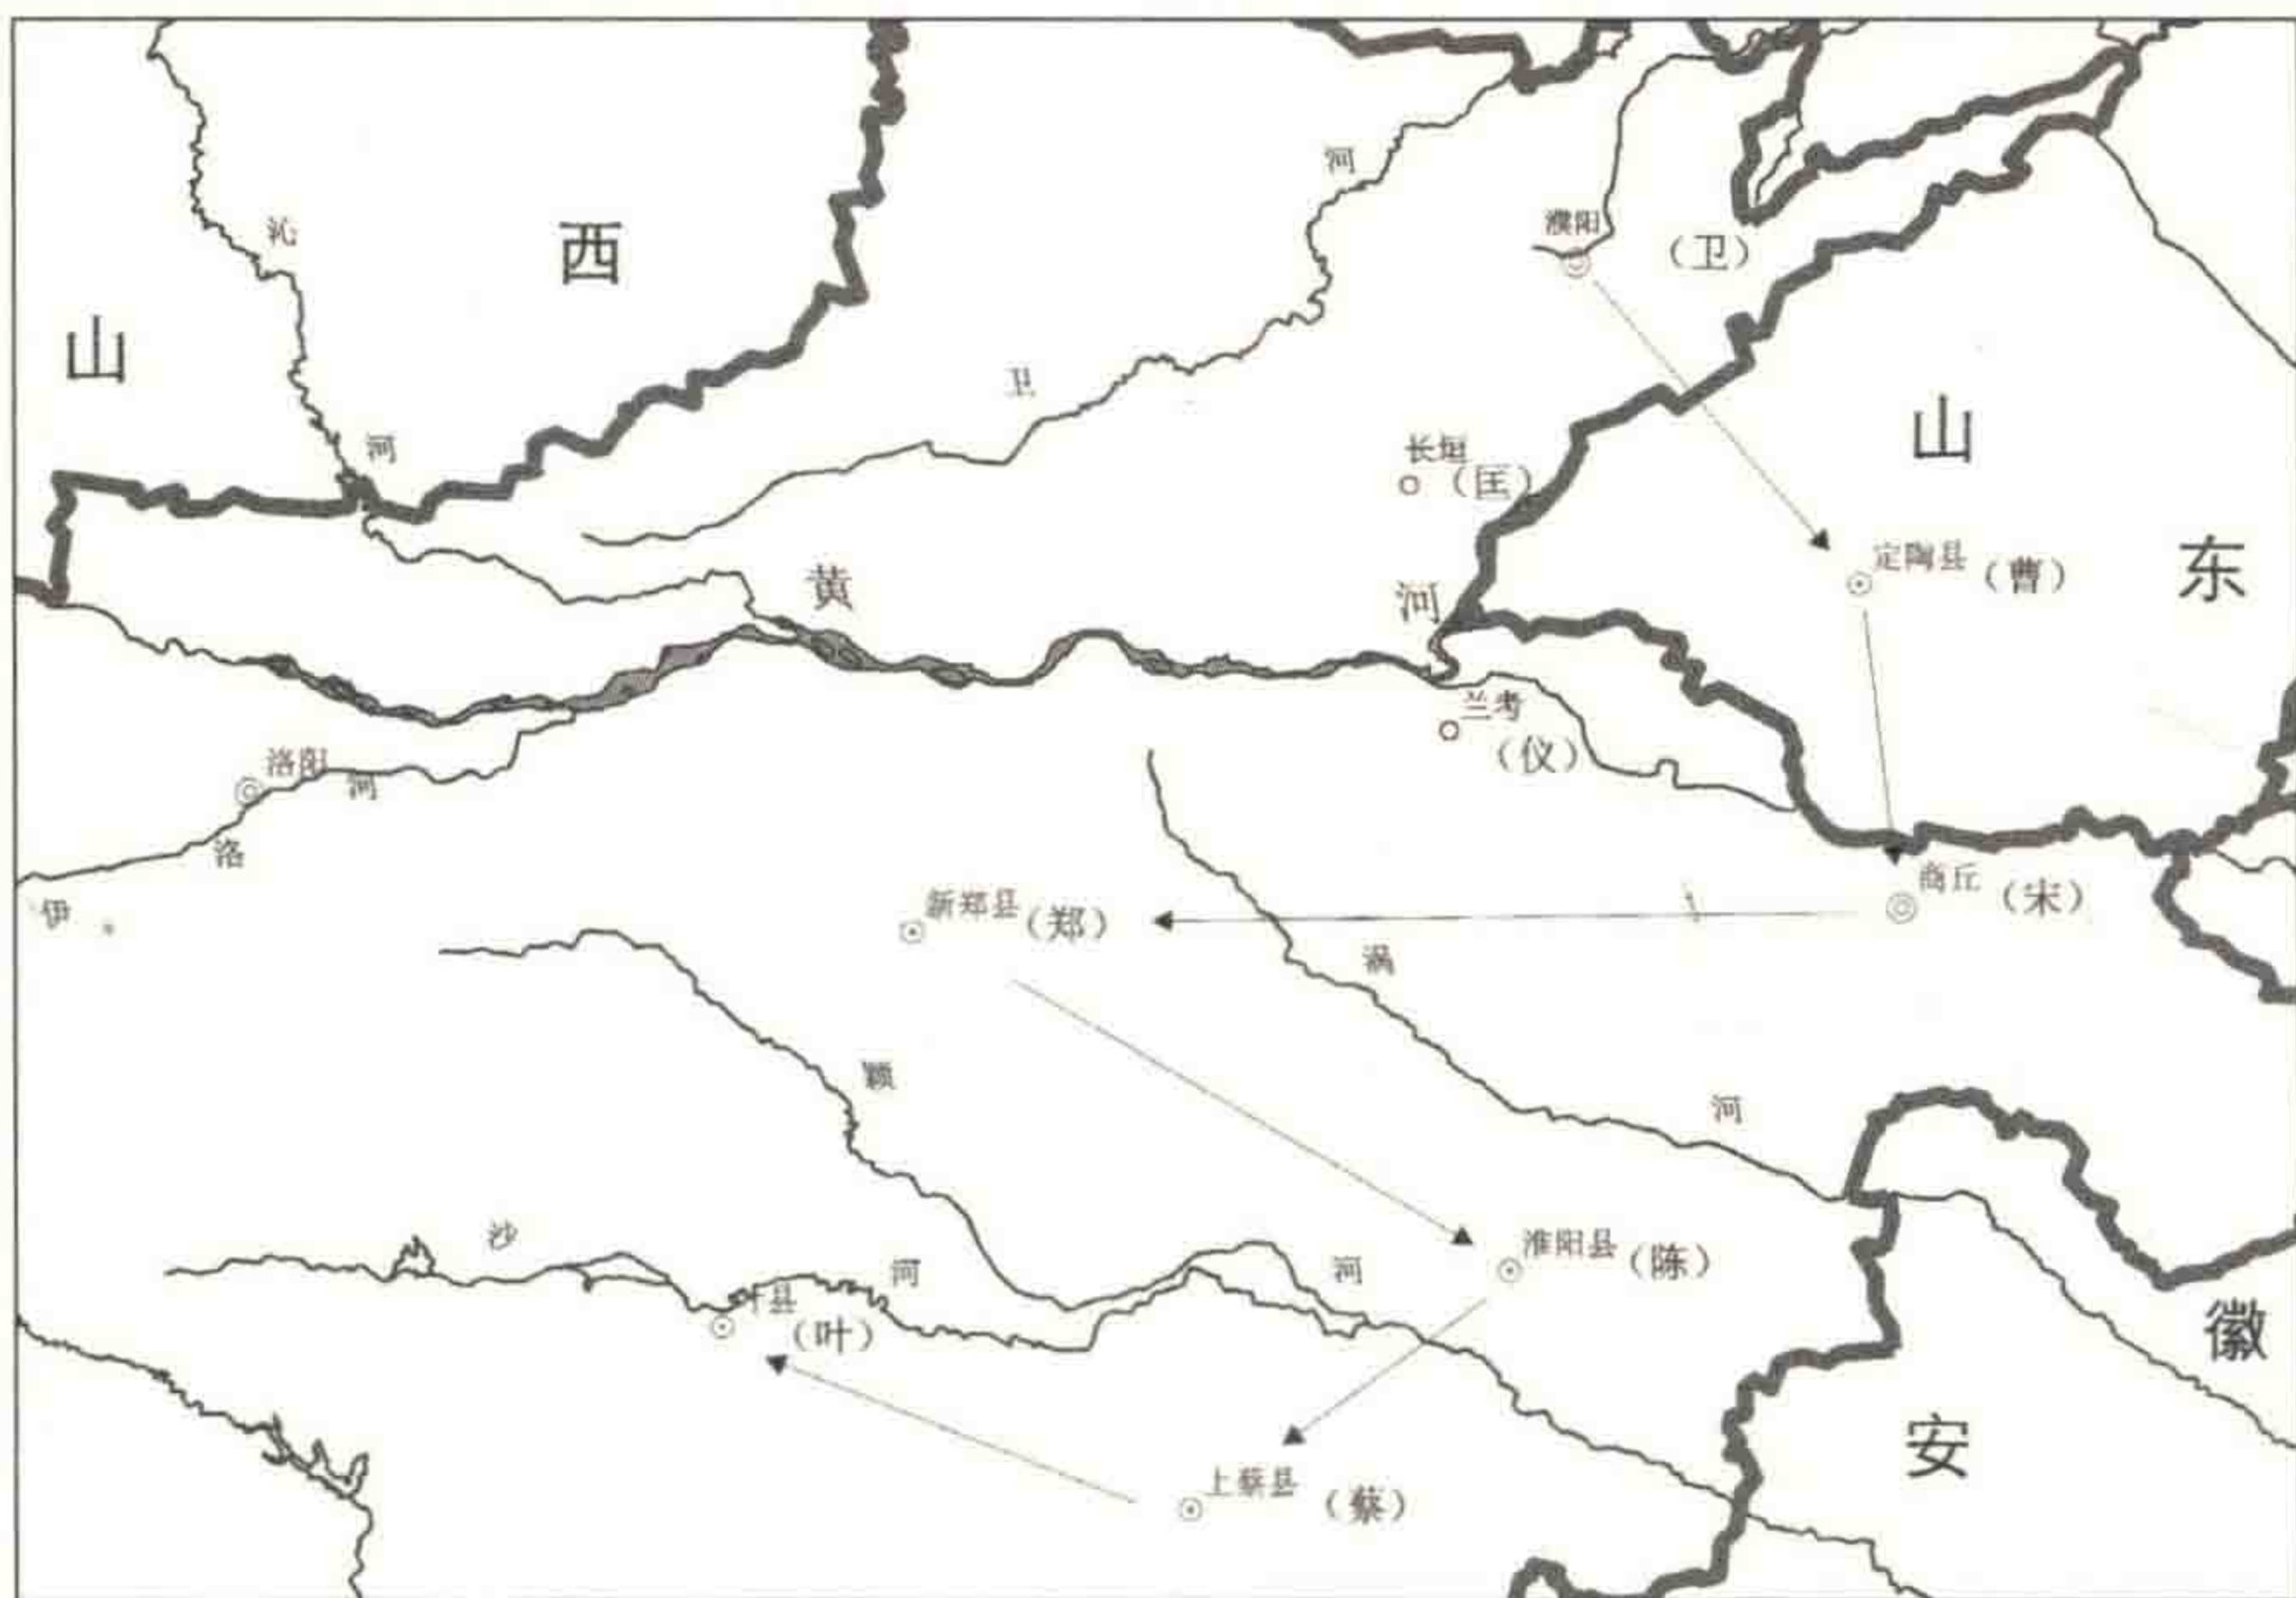 河
濮阳
（卫）
沁
西
山
卫
山
河
长垣
（匡）
定陶县
（曹）
东
黄
河
兰考
（仪）
洛阳
河
洛
伊
商丘
（宋）
新郑县
（郑）
涡
颍
河
沙
河
河
淮阳县
（陈）
县
（叶）
徽
安
上蔡县
（蔡）